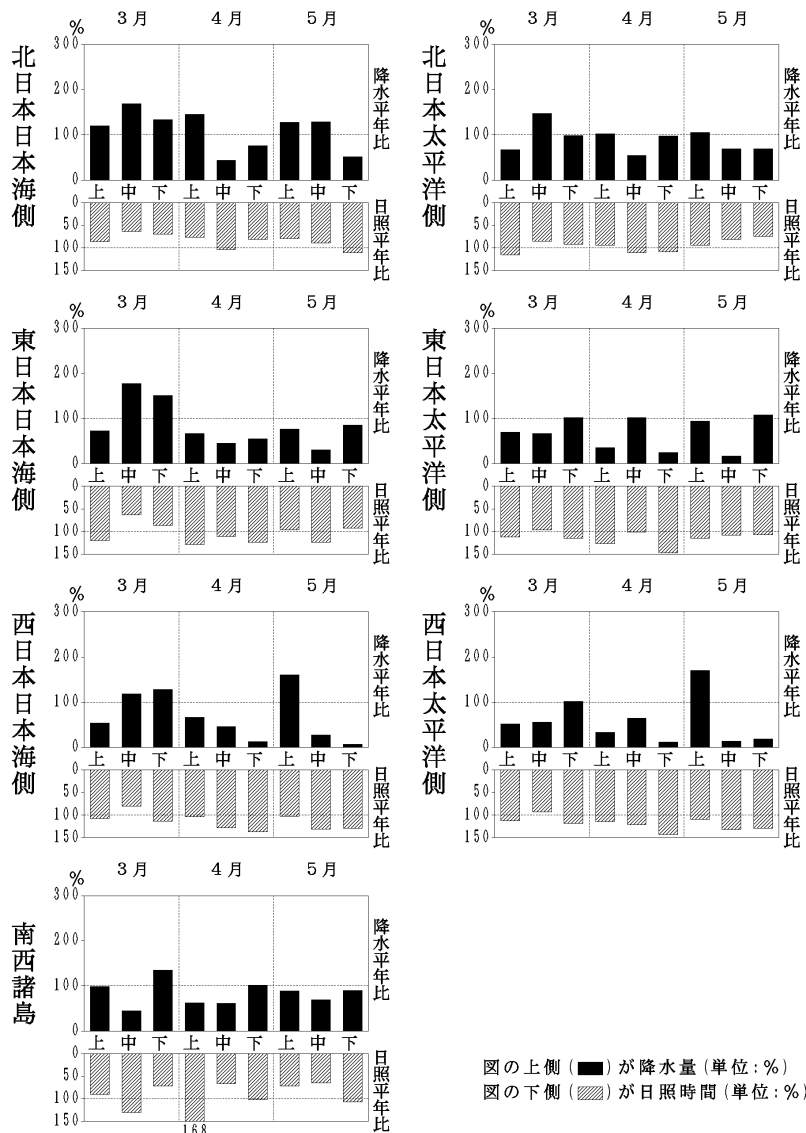 北日本日本海側
%
3月 4月 5月
300
200
100
0
降水平年比
上 中 下 上 中 下 上 中 下
0
50
100
150
日照平年比
北日本太平洋側
%
3月 4月 5月
300
200
100
0
降水平年比
上 中 下 上 中 下 上 中 下
0
50
100
150
日照平年比
東日本日本海側
%
3月 4月 5月
300
200
100
0
降水平年比
上 中 下 上 中 下 上 中 下
0
50
100
150
日照平年比
東日本太平洋側
%
3月 4月 5月
300
200
100
0
降水平年比
上 中 下 上 中 下 上 中 下
0
50
100
150
日照平年比
西日本日本海側
%
3月 4月 5月
300
200
100
0
降水平年比
上 中 下 上 中 下 上 中 下
0
50
100
150
日照平年比
西日本太平洋側
%
3月 4月 5月
300
200
100
0
降水平年比
上 中 下 上 中 下 上 中 下
0
50
100
150
日照平年比
南西諸島
%
3月 4月 5月
300
200
100
0
降水平年比
上 中 下 上 中 下 上 中 下
0
50
100
150
168
日照平年比
図の上側(■)が降水量(単位:%)
図の下側(▨)が日照時間(単位:%)